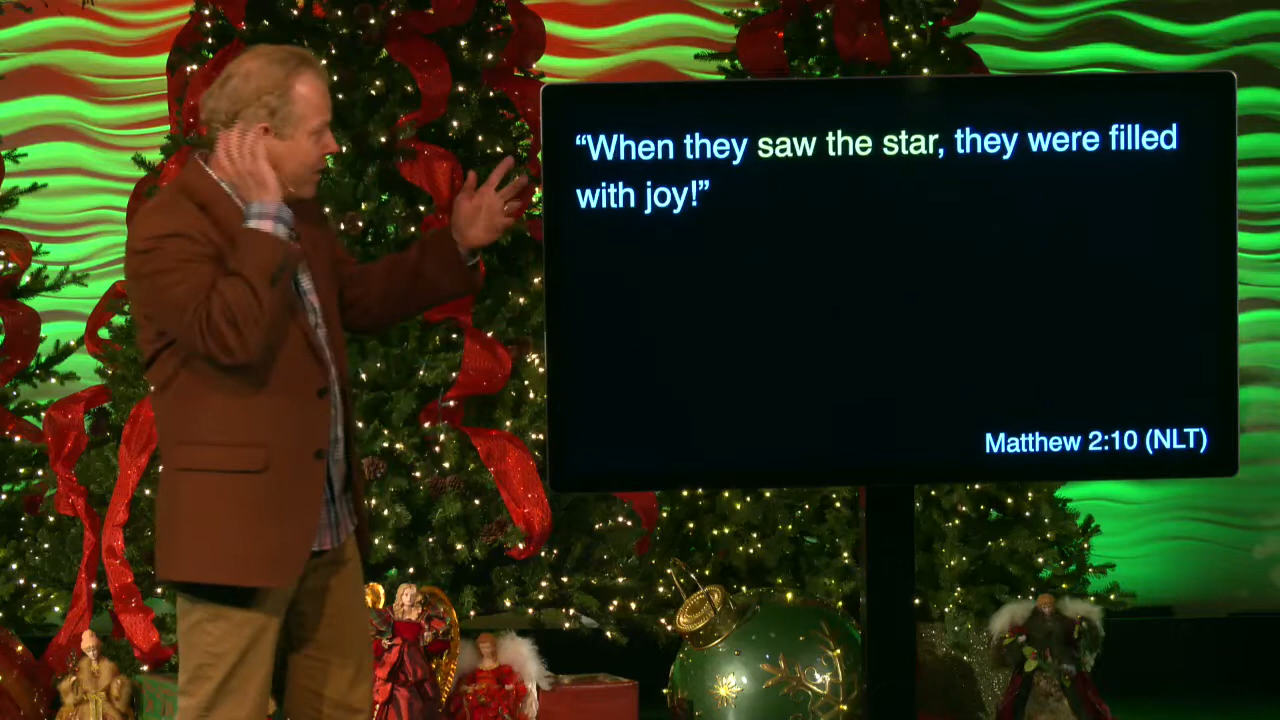 “When they saw the star, they were filled
with joy!”
Matthew 2:10 (NLT)